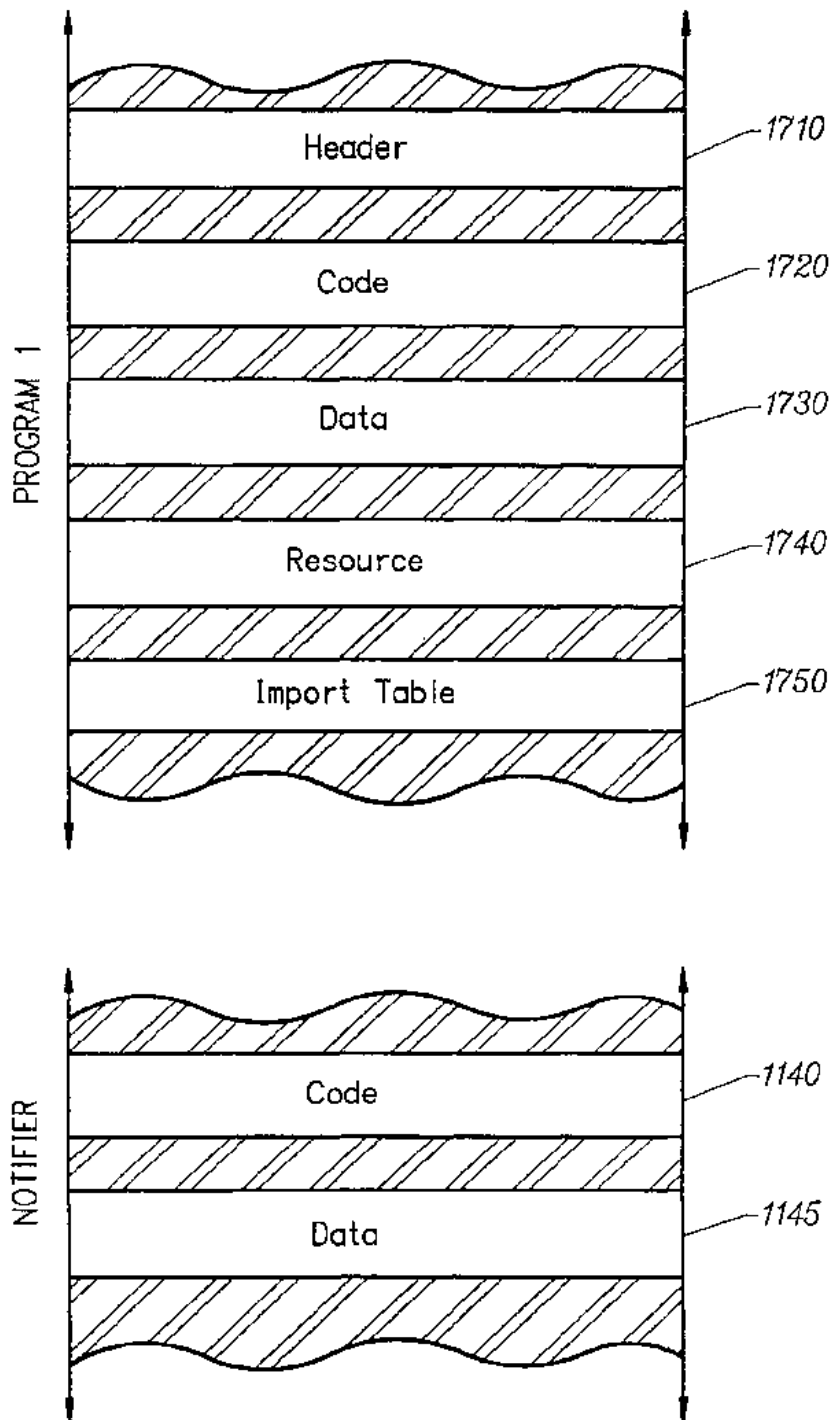 PROGRAM 1
Header
1710
Code
1720
Data
1730
Resource
1740
Import Table
1750
NOTIFIER
Code
1140
Data
1145